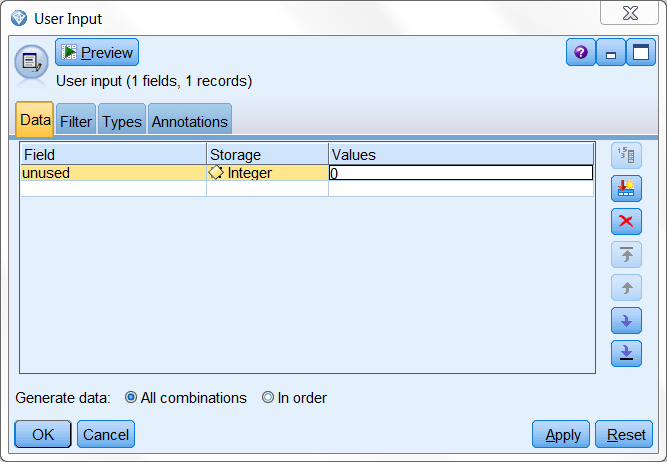 User Input
Preview
User input (1 fields, 1 records)
Data Filter Types Annotations
Field Storage Values
unused Integer 0
Generate data: All combinations In order
OK Cancel Apply Reset